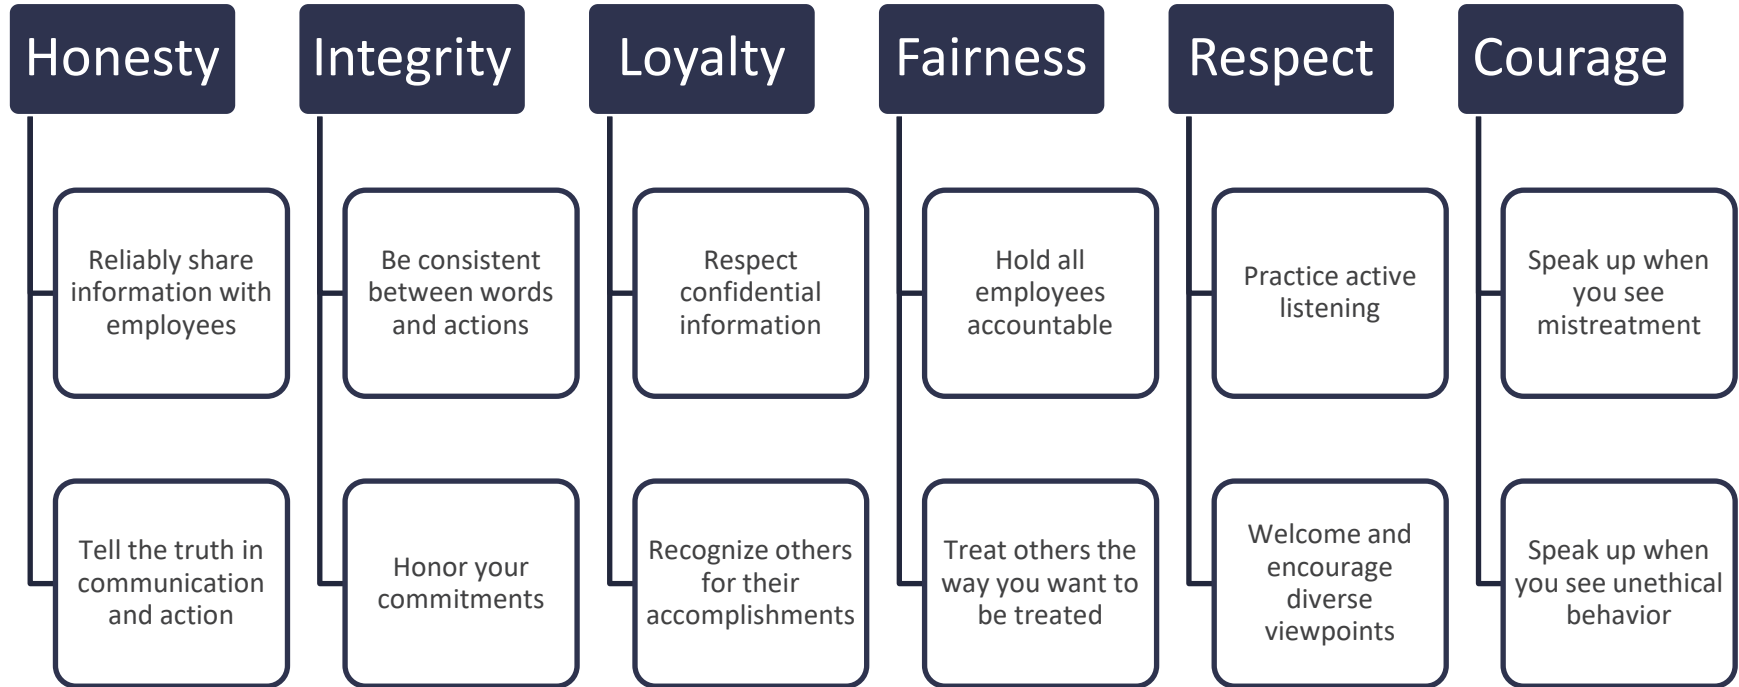 Honesty
Reliably share
information with
employees
Tell the truth in
communication
and action
Integrity
Be consistent
between words
and actions
Honor your
commitments
Loyalty
Respect
confidential
information
Recognize others
for their
accomplishments
Fairness
Hold all
employees
accountable
Treat others the
way you want to
be treated
Respect
Practice active
listening
Welcome and
encourage
diverse
viewpoints
Courage
Speak up when
you see
mistreatment
Speak up when
you see unethical
behavior